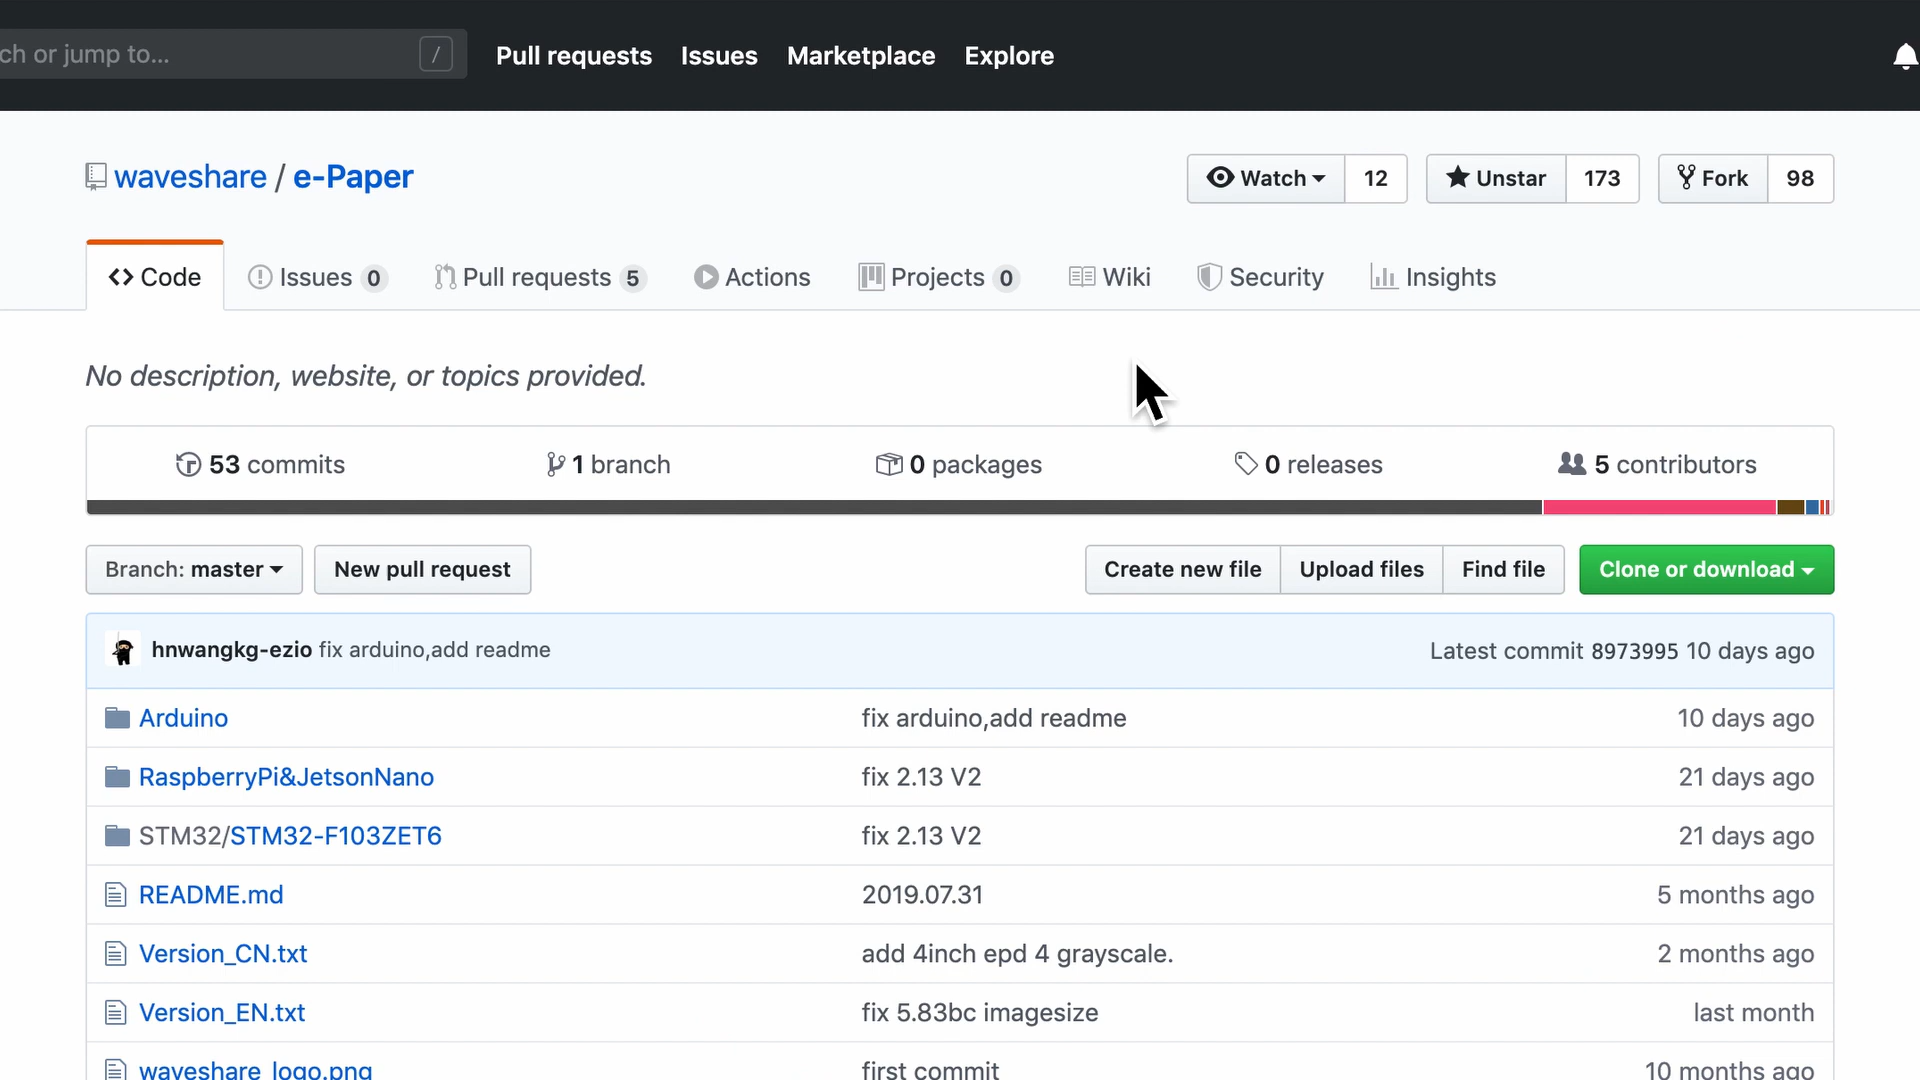 ch or jump to... / Pull requests Issues Marketplace Explore
waveshare / e-Paper Watch 12 Unstar 173 Fork 98
Code Issues 0 Pull requests 5 Actions Projects 0 Wiki Security Insights
No description, website, or topics provided.
53 commits 1 branch 0 packages 0 releases 5 contributors
Branch: master New pull request Create new file Upload files Find file Clone or download
hnwangkg-ezio fix arduino,add readme Latest commit 8973995 10 days ago
Arduino fix arduino,add readme 10 days ago
RaspberryPi&JetsonNano fix 2.13 V2 21 days ago
STM32/STM32-F103ZET6 fix 2.13 V2 21 days ago
README.md 2019.07.31 5 months ago
Version_CN.txt add 4inch epd 4 grayscale. 2 months ago
Version_EN.txt fix 5.83bc imagesize last month
waveshare_logo.png first commit 10 months ago